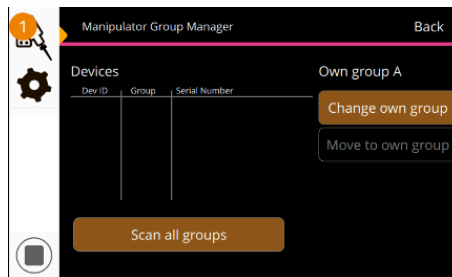 1
Manipulator Group Manager
Back
Devices
Own group A
Dev ID
Group
Serial Number
Change own group
Move to own group
Scan all groups